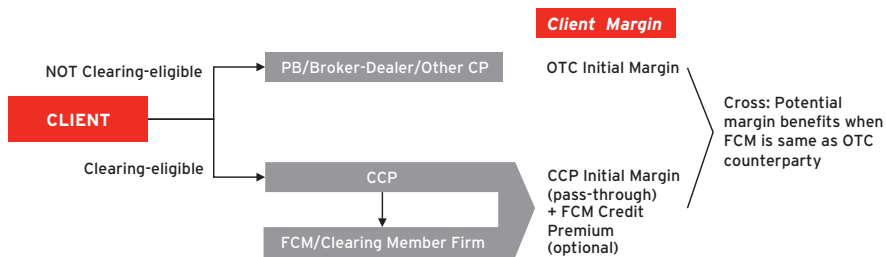 Client Margin
NOT Clearing-eligible
PB/Broker-Dealer/Other CP
OTC Initial Margin
CLIENT
Cross: Potential
margin benefits when
FCM is same as OTC
counterparty
Clearing-eligible
CCP
CCP Initial Margin
(pass-through)
+ FCM Credit
Premium
(optional)
FCM/Clearing Member Firm